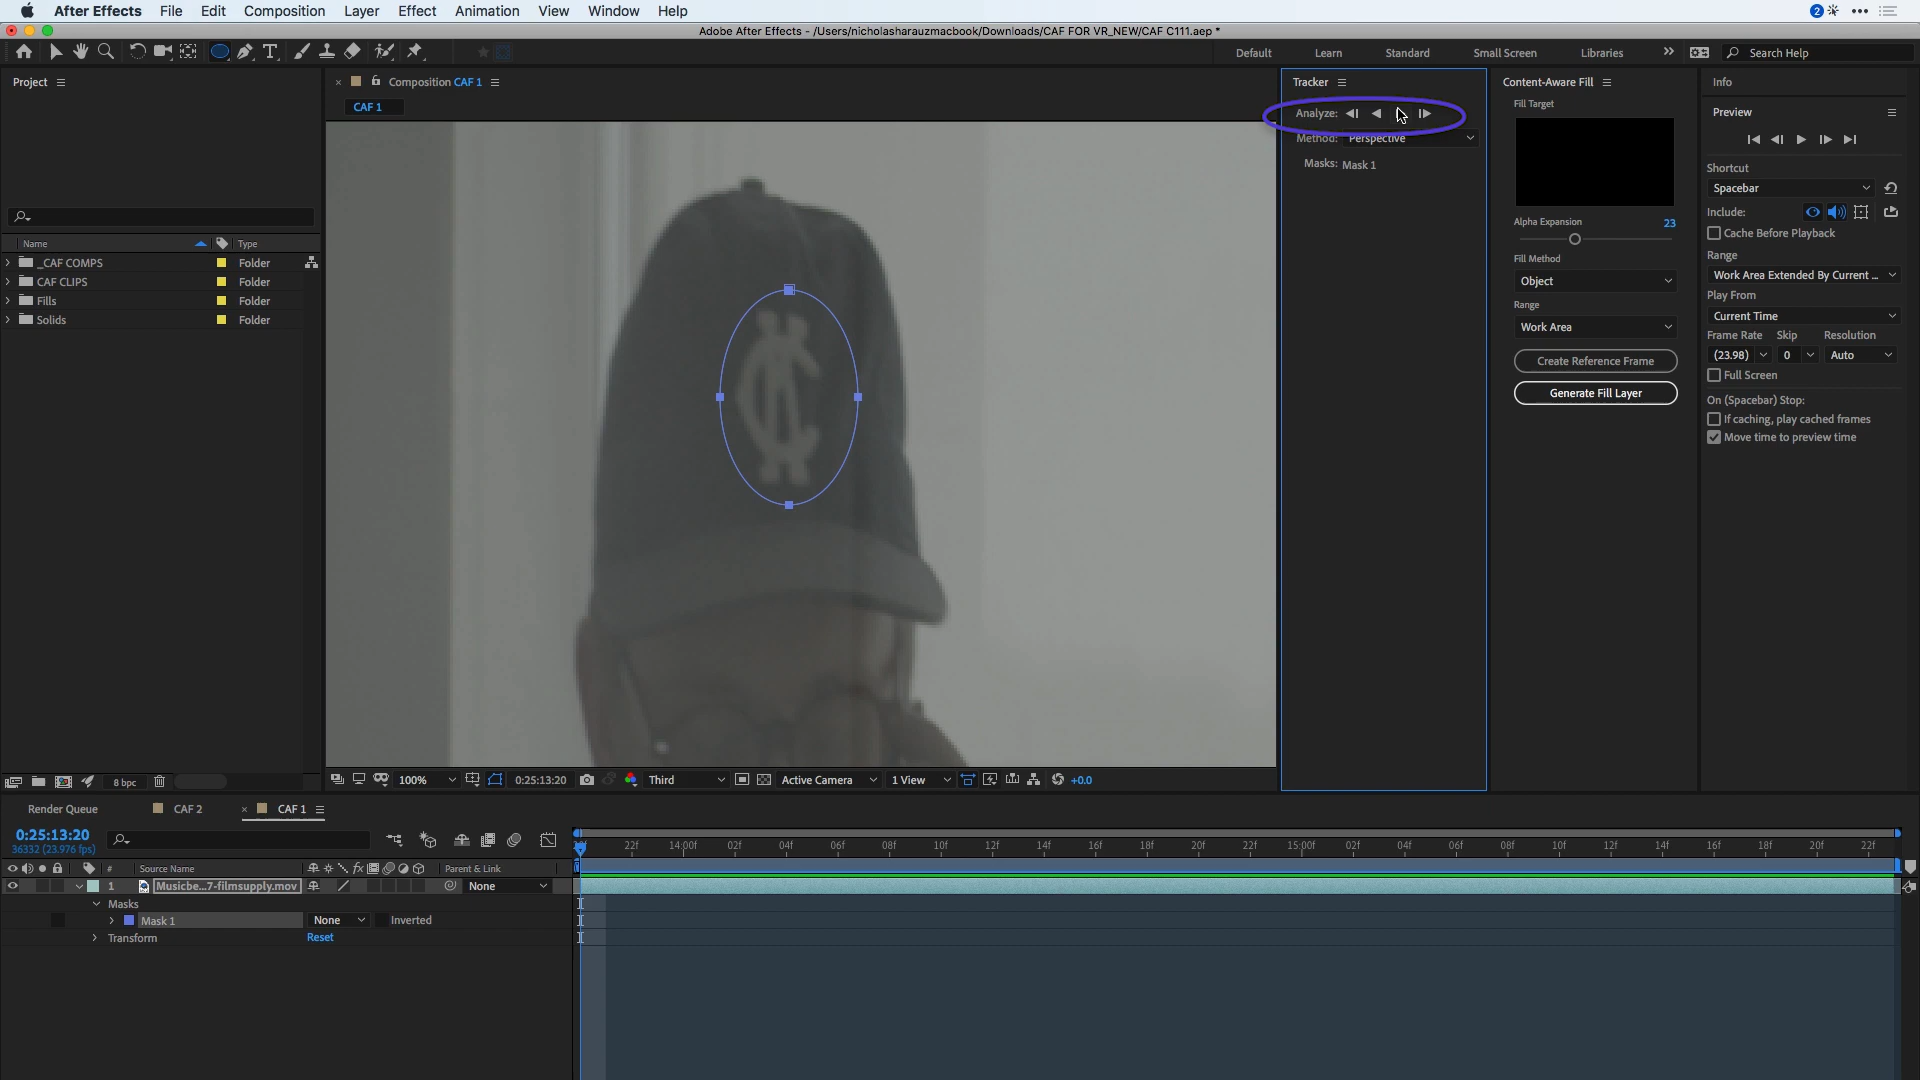 After Effects File Edit Composition Layer Effect Animation View Window Help 2
Adobe After Effects - /Users/nicholasharauzmacbook/Downloads/CAF FOR VR_NEW/CAF C111.aep *
Default Learn Standard Small Screen Libraries Search Help
Project
Composition CAF 1
CAF 1
Name Type
_CAF COMPS Folder
CAF CLIPS Folder
Fills Folder
Solids Folder
8 bpc
Tracker
Analyze:
Method: Perspective
Masks: Mask 1
Content-Aware Fill
Fill Target
Alpha Expansion 23
Fill Method
Object
Range
Work Area
Create Reference Frame
Generate Fill Layer
Info
Preview
Shortcut
Spacebar
Include:
Cache Before Playback
Range
Work Area Extended By Current ...
Play From
Current Time
Frame Rate Skip Resolution
(23.98) 0 Auto
Full Screen
On (Spacebar) Stop:
If caching, play cached frames
Move time to preview time
100% 0:25:13:20 Third Active Camera 1 View +0.0
Render Queue CAF 2 CAF 1
0:25:13:20
36332 (23.976 fps)
# Source Name Parent & Link
1 Musicbe...7-filmsupply.mov None
Masks
Mask 1 None Inverted
Transform Reset
22f 14:00f 02f 04f 06f 08f 10f 12f 14f 16f 18f 20f 22f 15:00f 02f 04f 06f 08f 10f 12f 14f 16f 18f 20f 22f